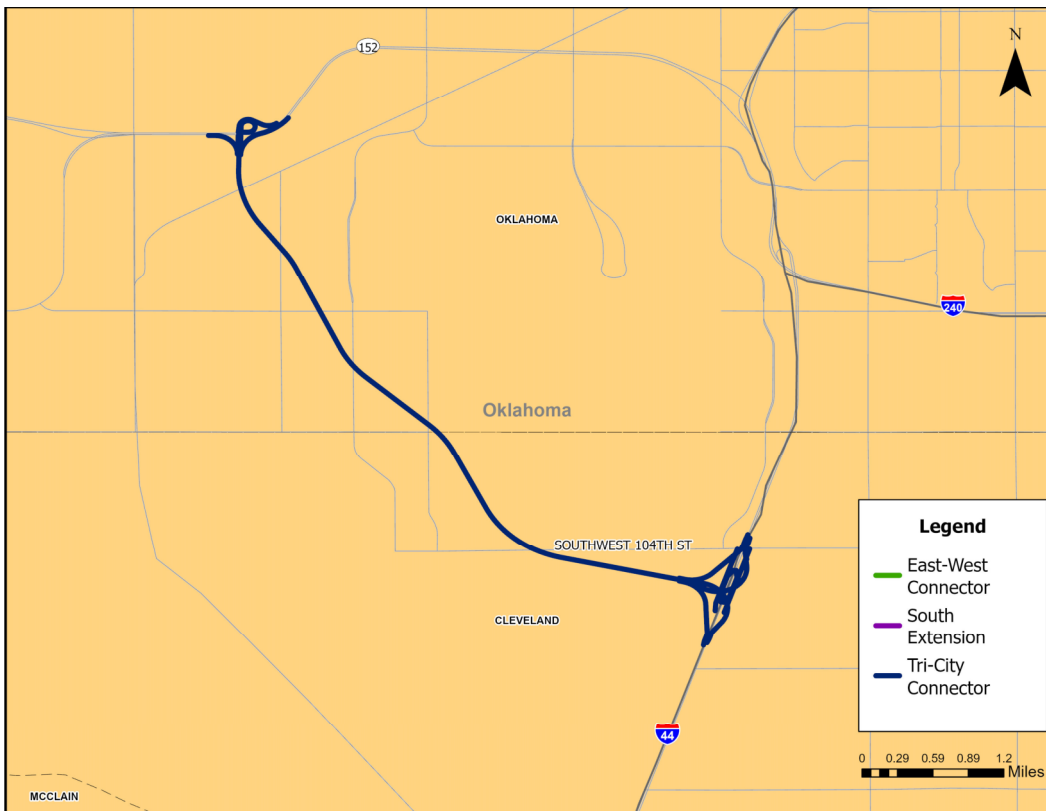 152
N
OKLAHOMA
240
Oklahoma
SOUTHWEST 104TH ST
Legend
East-West
Connector
South
Extension
Tri-City
Connector
CLEVELAND
44
0 0.29 0.59 0.89 1.2
Miles
MCCLAIN